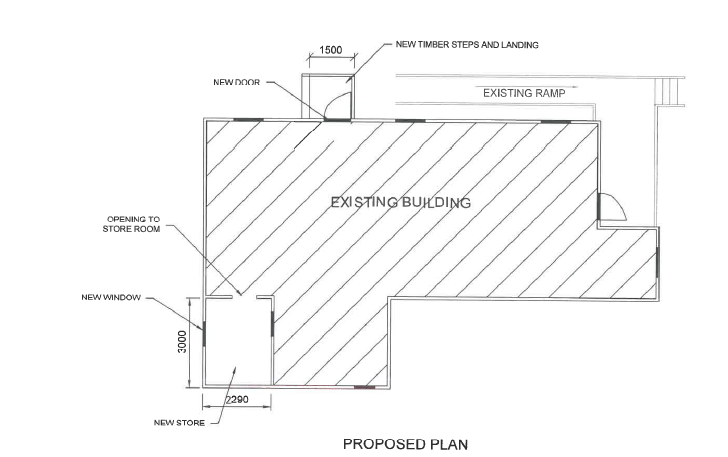 1500
NEW TIMBER STEPS AND LANDING
NEW DOOR
EXISTING RAMP
EXISTING BUILDING
OPENING TO
STORE ROOM
NEW WINDOW
3000
2290
NEW STORE
PROPOSED PLAN